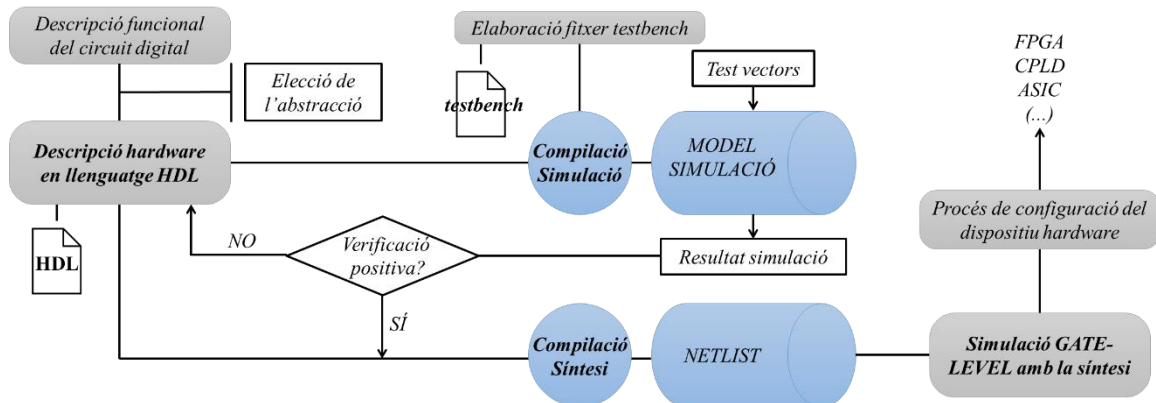 Descripció funcional
del circuit digital
Elecció de
l’abstracció
Elaboració fitxer testbench
testbench
Test vectors
FPGA
CPLD
ASIC
(...)
Descripció hardware
en llenguatge HDL
HDL
Compilació
Simulació
MODEL
SIMULACIÓ
Procés de configuració del
dispositiu hardware
NO
Verificació
positiva?
Resultat simulació
SÍ
Compilació
Síntesi
NETLIST
Simulació GATE-
LEVEL amb la síntesi